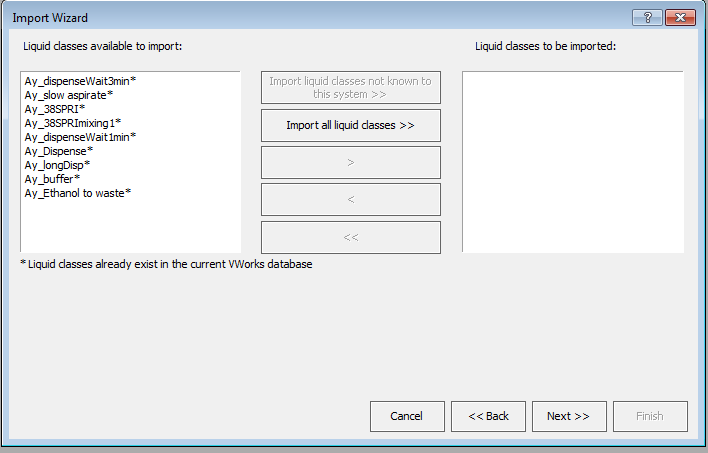 Import Wizard
?
Liquid classes available to import:
Liquid classes to be imported:
Ay_dispenseWait3min*
Ay_slow aspirate*
Ay_38SPRI*
Ay_38SPRImixing1*
Ay_dispenseWait1min*
Ay_Dispense*
Ay_longDisp*
Ay_buffer*
Ay_Ethanol to waste*
Import liquid classes not known to
this system >>
Import all liquid classes >>
>
<
<<
* Liquid classes already exist in the current VWorks database
Cancel
<< Back
Next >>
Finish